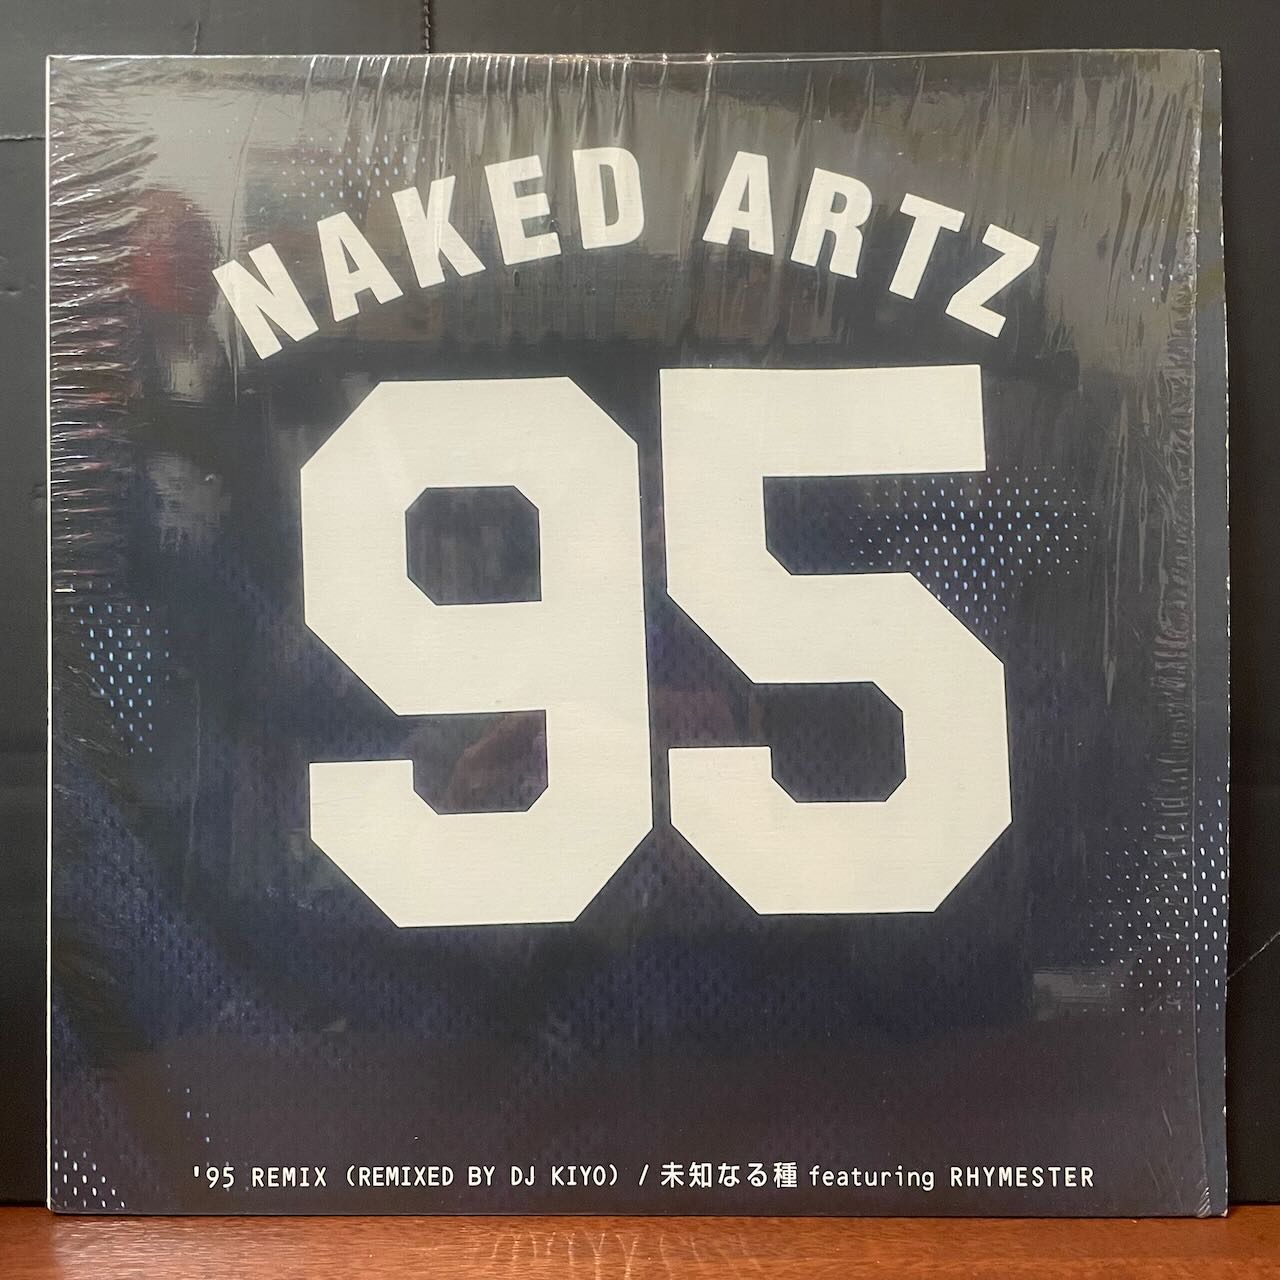 NAKED ARTZ
95
'95 REMIX (REMIXED BY DJ KIYO) / 未知なる種 featuring RHYMESTER